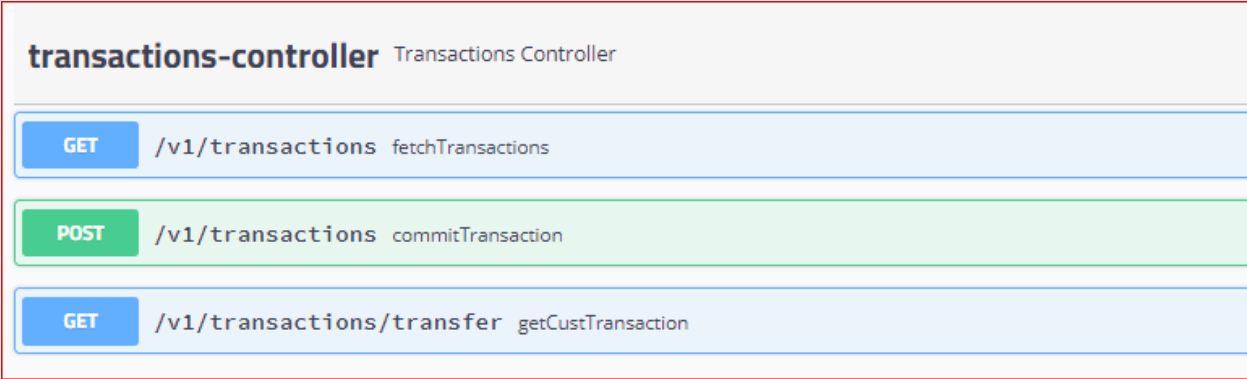 transactions-controller Transactions Controller
GET /v1/transactions fetchTransactions
POST /v1/transactions commitTransaction
GET /v1/transactions/transfer getCustTransaction